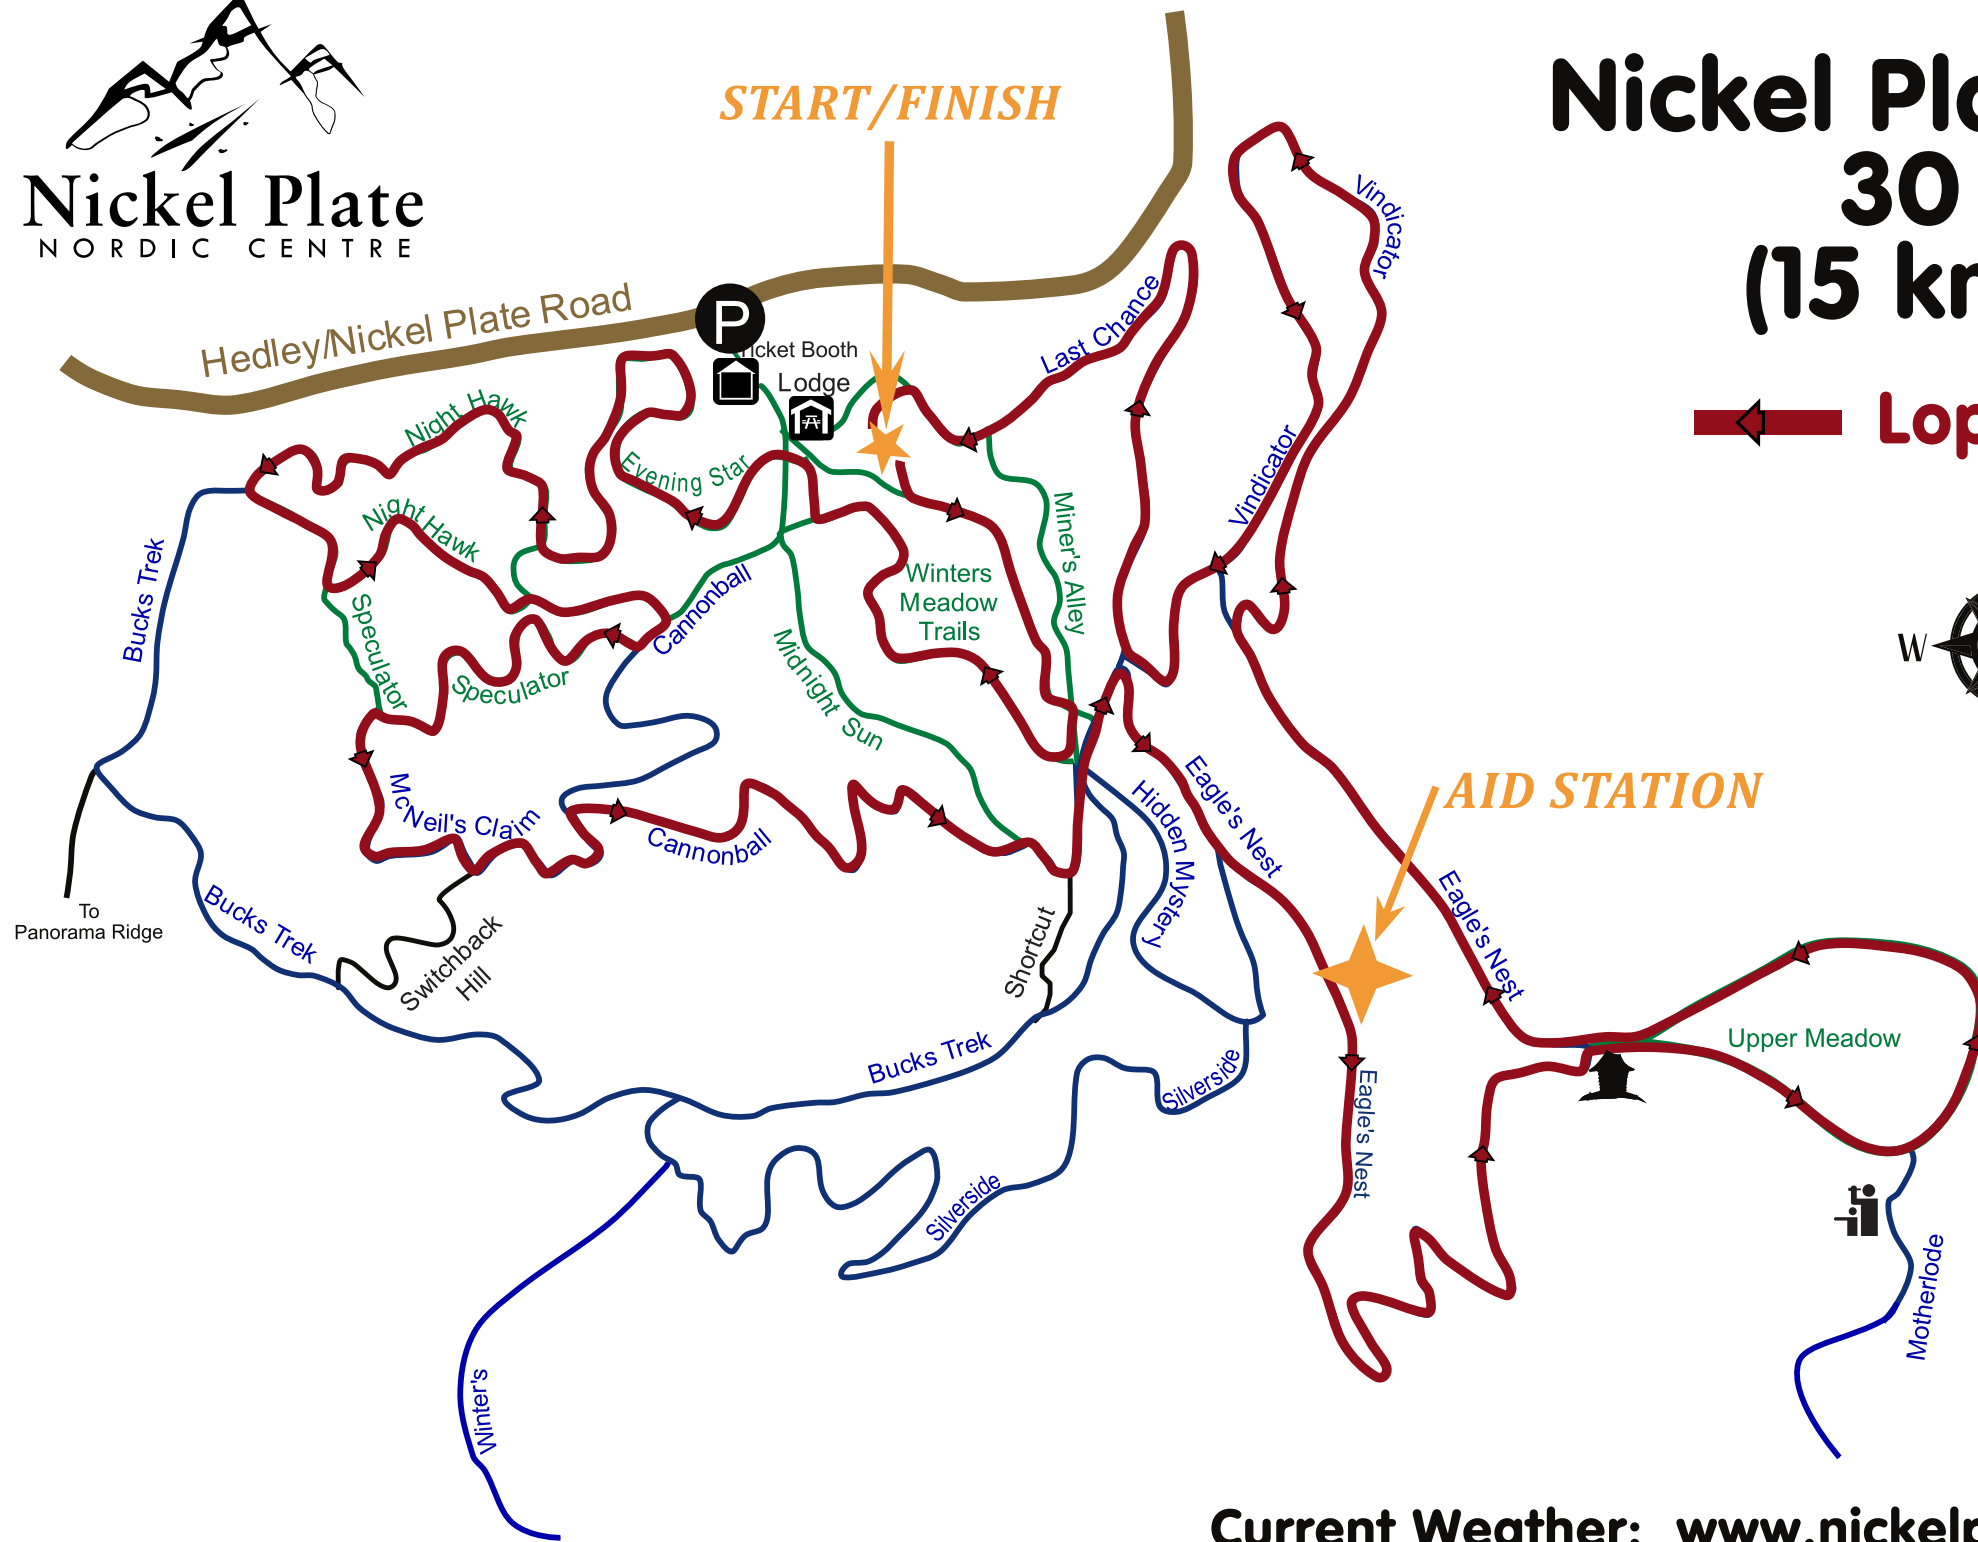 Nickel Plate
NORDIC CENTRE
START/FINISH
Nickel Pl
30
(15 k
Lop
Hedley/Nickel Plate Road
P
Ticket Booth
Lodge
Night Hawk
Evening Star
Night Hawk
Last Chance
Vindicator
Vindicator
Miner's Alley
Winters
Meadow
Trails
W
Bucks Trek
Speculator
Speculator
Cannonball
Midnight Sun
McNeil's Claim
Cannonball
Hidden Mystery
Eagle's Nest
AID STATION
Eagle's Nest
To
Panorama Ridge
Bucks Trek
Switchback
Hill
Shortcut
Bucks Trek
Silverside
Eagle's Nest
Upper Meadow
Silverside
Motherlode
Winter's
Current Weather: www.nickelp